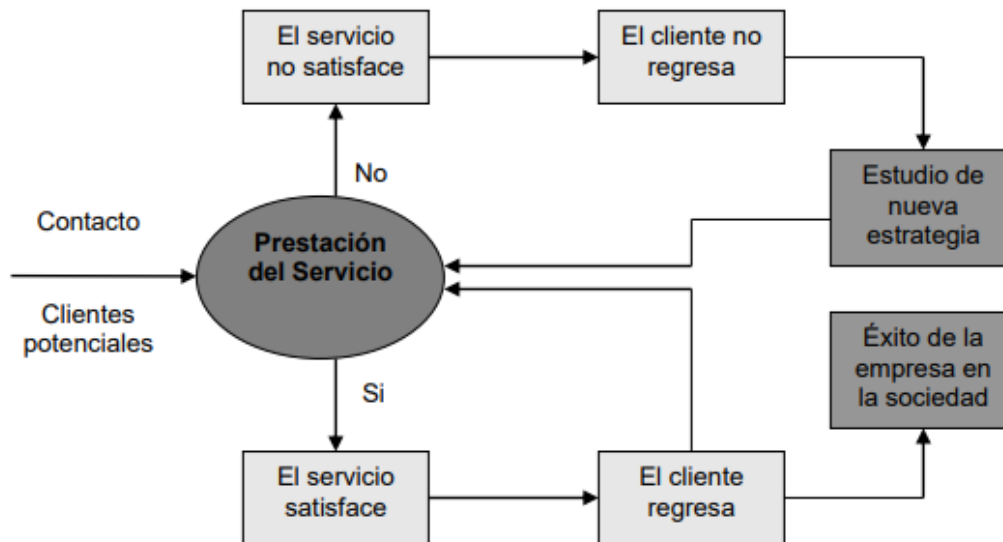 El servicio
no satisface
El cliente no
regresa
No
Estudio de
nueva
estrategia
Contacto
Prestación
del Servicio
Clientes
potenciales
Si
Éxito de la
empresa en
la sociedad
El servicio
satisface
El cliente
regresa